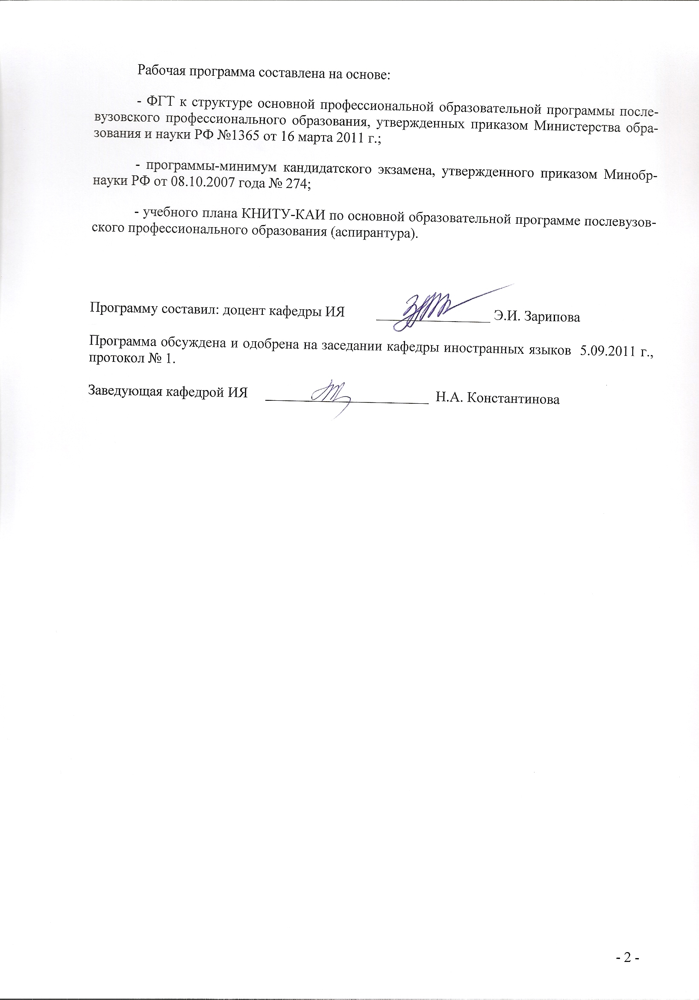 Рабочая программа составлена на основе:
- ФГТ к структуре основной профессиональной образовательной программы после-
вузовского профессионального образования, утвержденных приказом Министерства обра-
зования и науки РФ №1365 от 16 марта 2011 г.;
- программы-минимум кандидатского экзамена, утвержденного приказом Минобр-
науки РФ от 08.10.2007 года № 274;
- учебного плана КНИТУ-КАИ по основной образовательной программе послевузов-
ского профессионального образования (аспирантура).
Программу составил: доцент кафедры ИЯ ________________ Э.И. Зарипова
Программа обсуждена и одобрена на заседании кафедры иностранных языков 5.09.2011 г.,
протокол № 1.
Заведующая кафедрой ИЯ _______________________ Н.А. Константинова
- 2 -